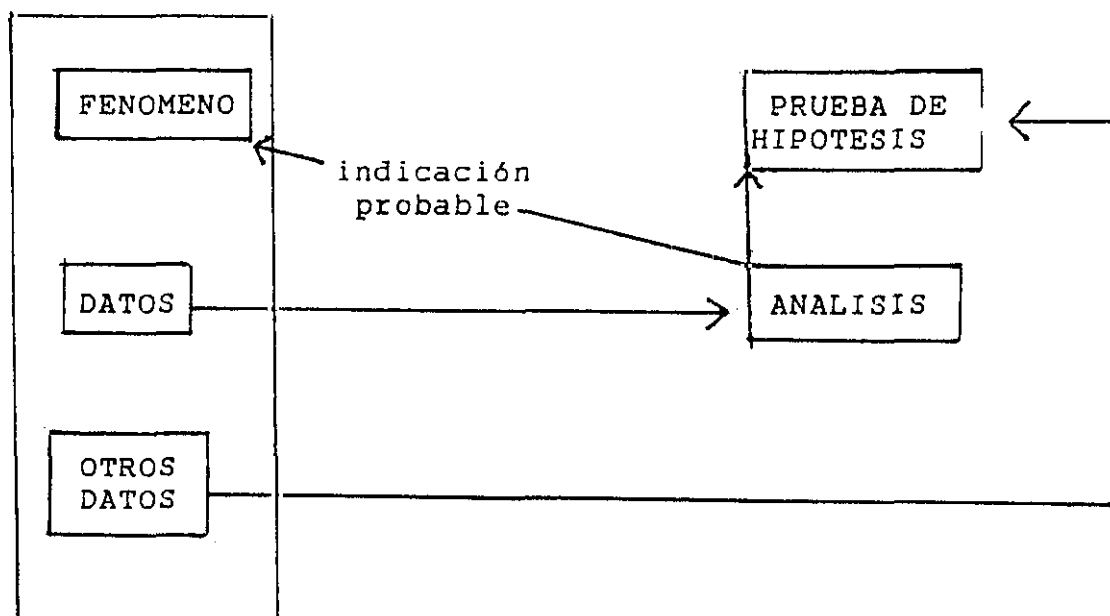 FENOMENO
PRUEBA DE
HIPOTESIS
indicación
probable
DATOS
ANALISIS
OTROS
DATOS